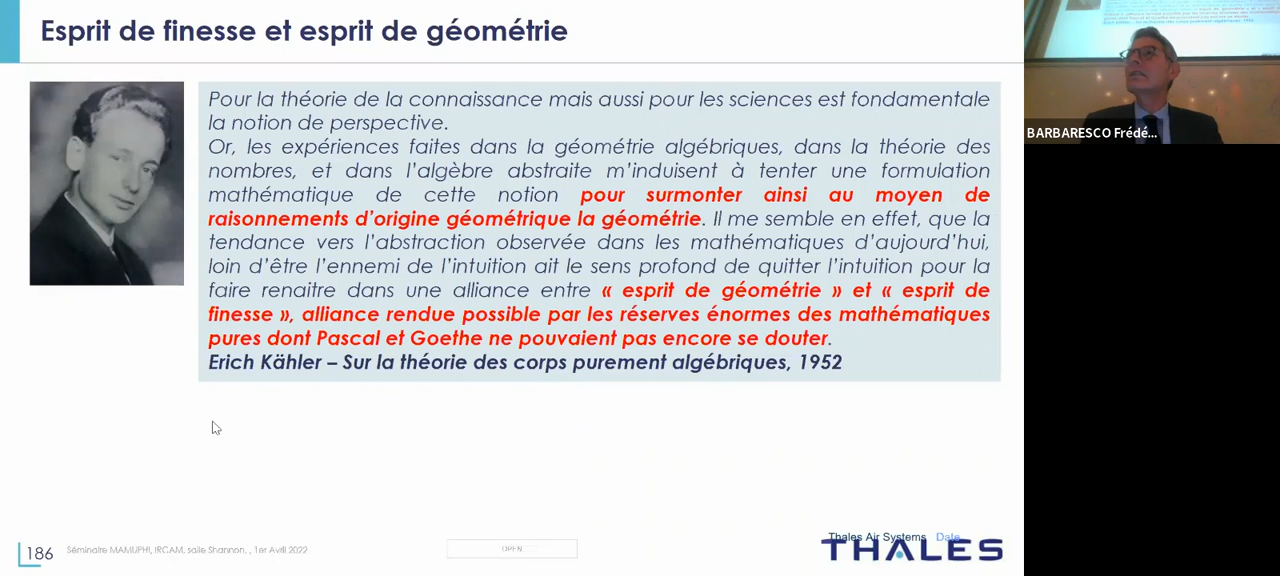 Esprit de finesse et esprit de géométrie
Pour la théorie de la connaissance mais aussi pour les sciences est fondamentale
la notion de perspective.
Or, les expériences faites dans la géométrie algébriques, dans la théorie des
nombres, et dans l'algèbre abstraite m'induisent à tenter une formulation
mathématique de cette notion pour surmonter ainsi au moyen de
raisonnements d'origine géométrique la géométrie. Il me semble en effet, que la
tendance vers l'abstraction observée dans les mathématiques d'aujourd'hui,
loin d'être l'ennemi de l'intuition ait le sens profond de quitter l'intuition pour la
faire renaitre dans une alliance entre « esprit de géométrie » et « esprit de
finesse », alliance rendue possible par les réserves énormes des mathématiques
pures dont Pascal et Goethe ne pouvaient pas encore se douter.
Erich Kähler – Sur la théorie des corps purement algébriques, 1952
BARBARESCO Frédé...
186
Séminaire MAMUPHI, IRCAM, salle Shannon, , 1er Avril 2022
OPEN
Thales Air Systems Date
THALES